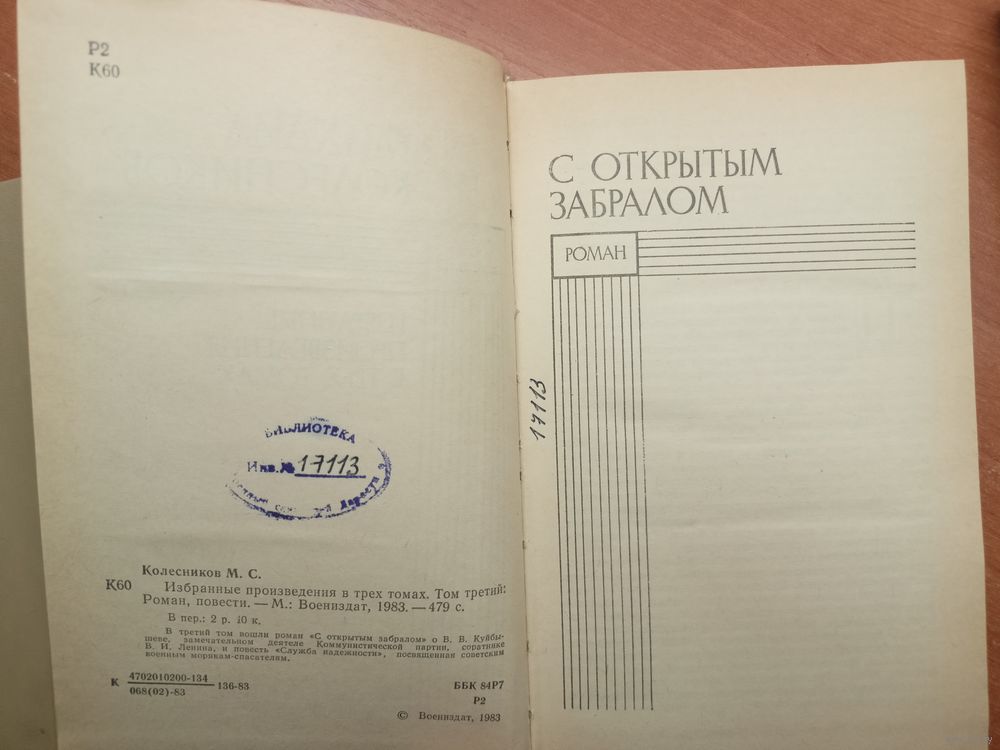 Р2
К60
БИБЛИОТЕКА
Инв.№ 17113
Колесников М. С.
К60 Избранные произведения в трех томах. Том третий:
Роман, повести. — М.: Воениздат, 1983. — 479 с.
В пер.: 2 р. 10 к.
В третий том вошли роман «С открытым забралом» о В. В. Куйбы-
шеве, замечательном деятеле Коммунистической партии, соратнике
В. И. Ленина, и повесть «Служба надежности», посвященная советским
военным морякам-спасателям.
К 4702010200-134
068(02)-83
136-83
ББК 84Р7
Р2
© Воениздат, 1983
С ОТКРЫТЫМ
ЗАБРАЛОМ
РОМАН
17113